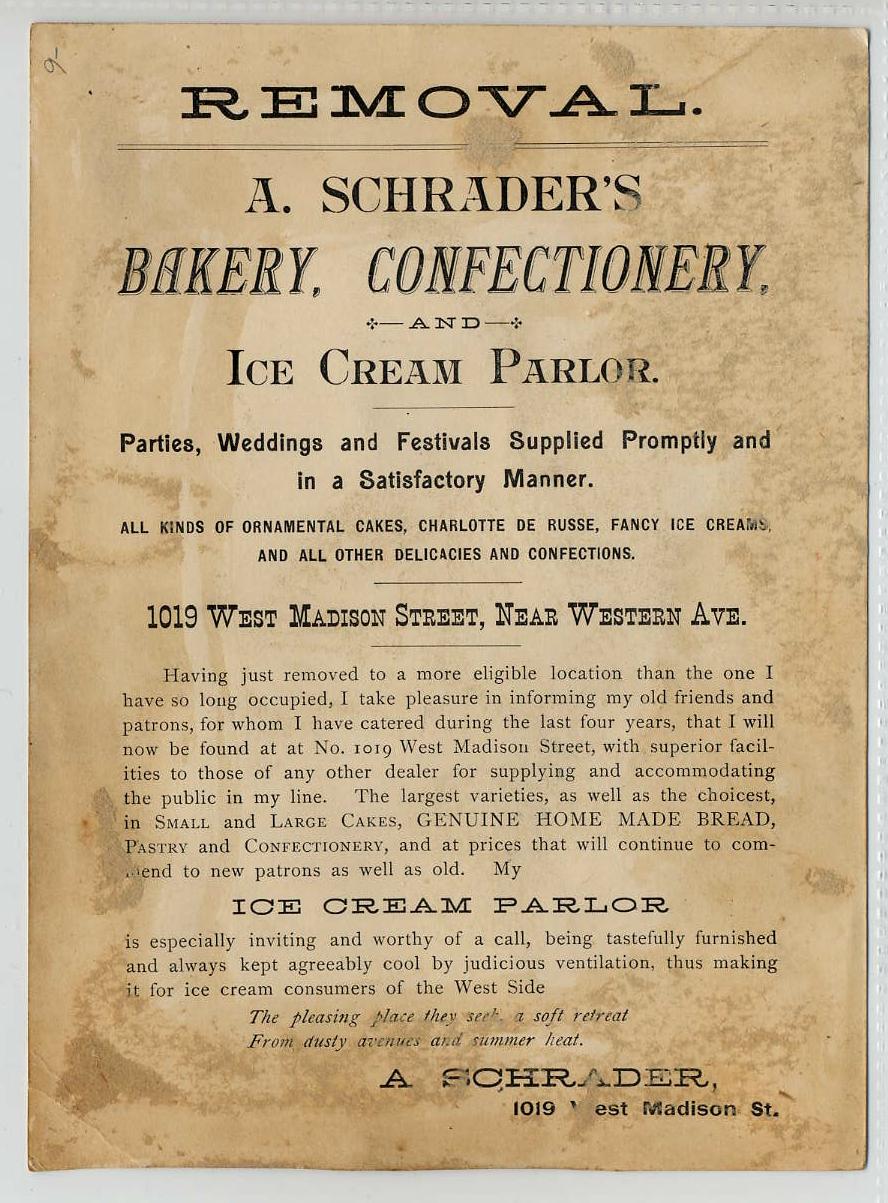 REMOVAL.
A. SCHRADER'S
BAKERY, CONFECTIONERY,
AND
ICE CREAM PARLOR.
Parties, Weddings and Festivals Supplied Promptly and
in a Satisfactory Manner.
ALL KINDS OF ORNAMENTAL CAKES, CHARLOTTE DE RUSSE, FANCY ICE CREAMS,
AND ALL OTHER DELICACIES AND CONFECTIONS.
1019 WEST MADISON STREET, NEAR WESTERN AVE.
Having just removed to a more eligible location than the one I
have so long occupied, I take pleasure in informing my old friends and
patrons, for whom I have catered during the last four years, that I will
now be found at at No. 1019 West Madison Street, with superior facil-
ities to those of any other dealer for supplying and accommodating
the public in my line. The largest varieties, as well as the choicest,
in SMALL and LARGE CAKES, GENUINE HOME MADE BREAD,
PASTRY and CONFECTIONERY, and at prices that will continue to com-
mend to new patrons as well as old. My
ICE CREAM PARLOR
is especially inviting and worthy of a call, being tastefully furnished
and always kept agreeably cool by judicious ventilation, thus making
it for ice cream consumers of the West Side
The pleasing place they seek, a soft retreat
From dusty avenues and summer heat.
A SCHRADER,
1019 West Madison St.